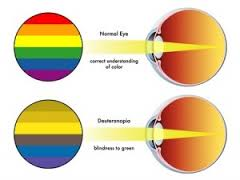 Normal Eye
correct understanding
of color
Deuteranopia
blindness to green